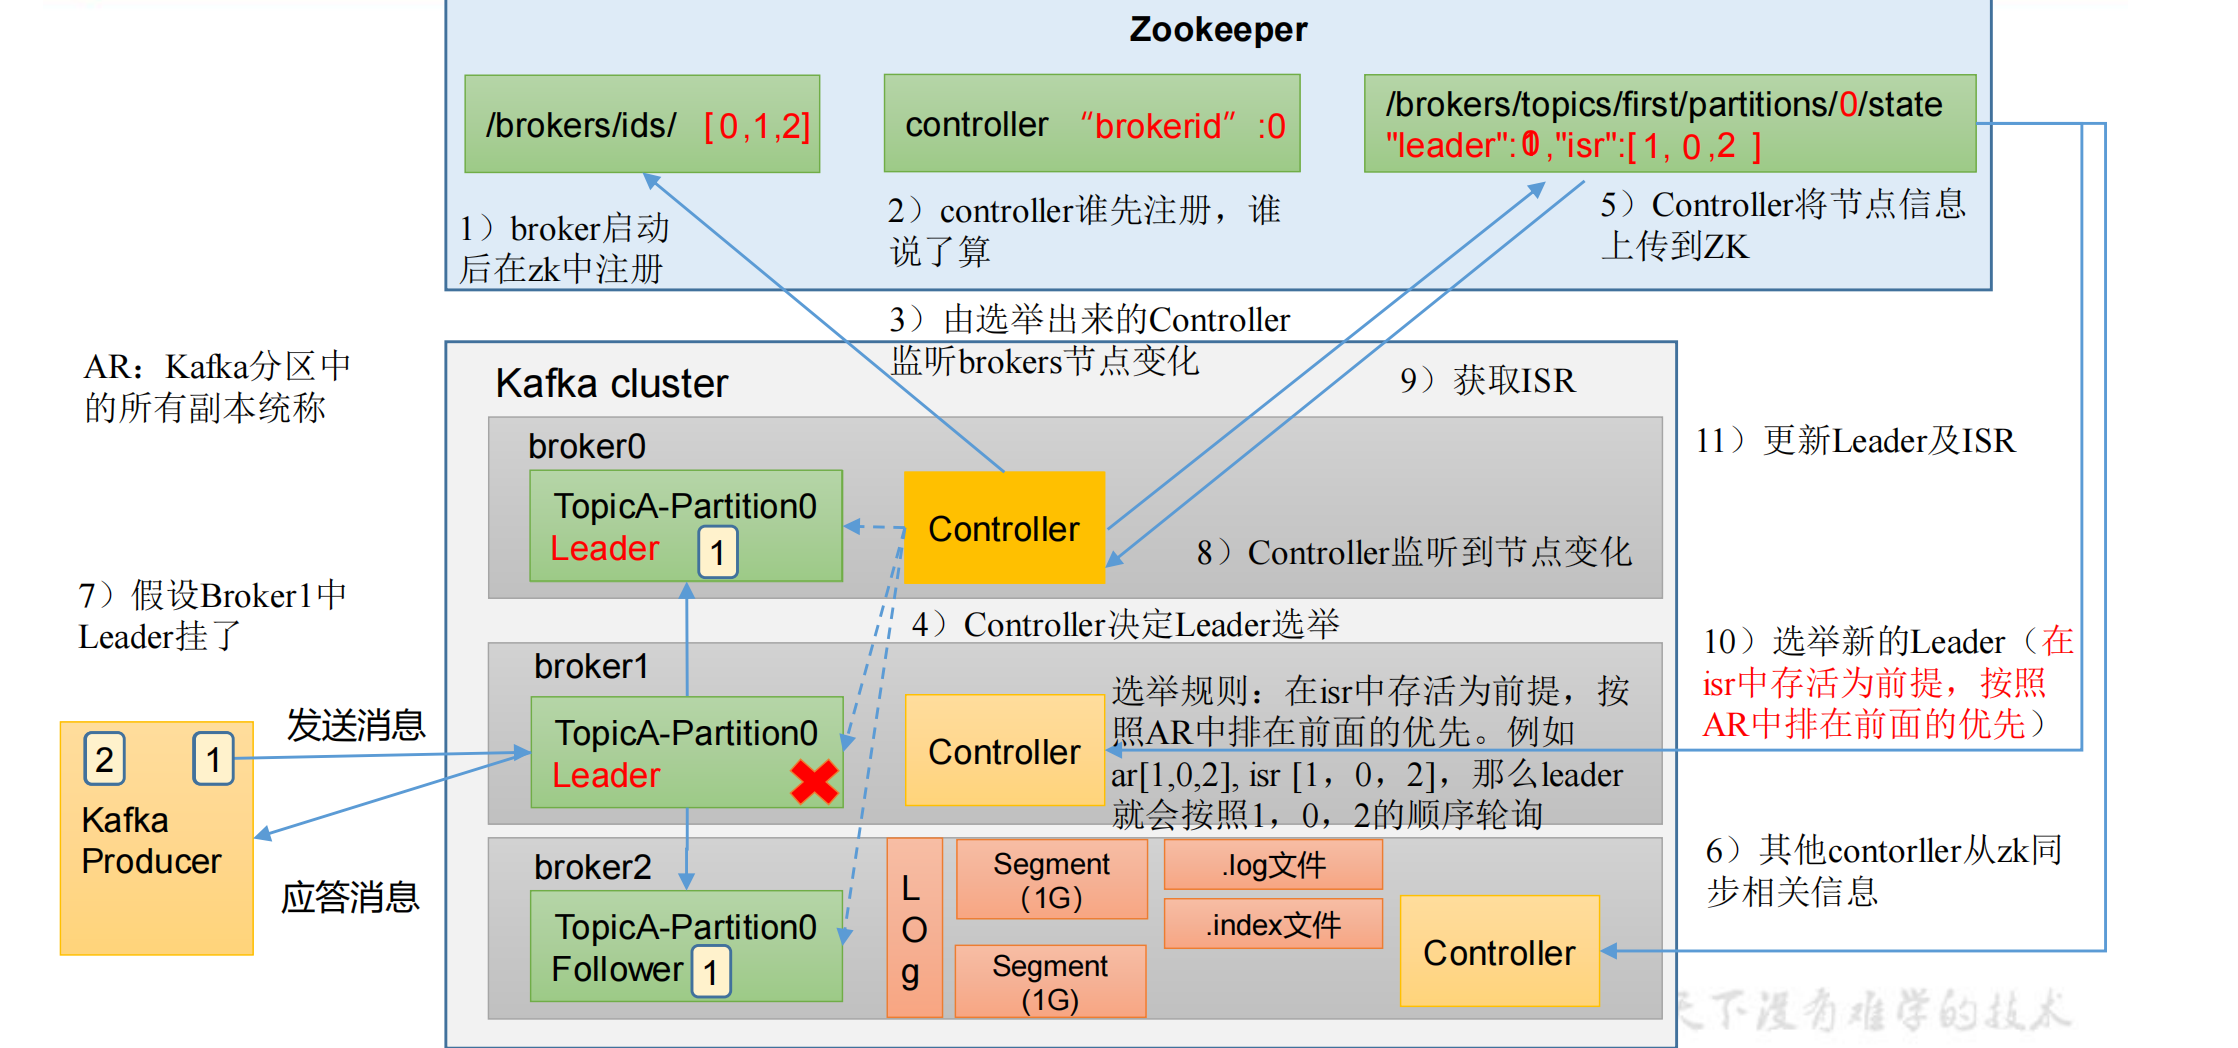 Zookeeper
/brokers/ids/ [0,1,2]
controller “brokerid” :0
/brokers/topics/first/partitions/0/state
"leader": ,"isr":[ 1, 0 ,2 ]
1）broker启动
后在zk中注册
2）controller谁先注册，谁
说了算
5）Controller将节点信息
上传到ZK
3）由选举出来的Controller
监听brokers节点变化
AR：Kafka分区中
的所有副本统称
Kafka cluster
9）获取ISR
11）更新Leader及ISR
broker0
TopicA-Partition0
Leader 1
Controller
8）Controller监听到节点变化
7）假设Broker1中
Leader挂了
4）Controller决定Leader选举
10）选举新的Leader（在
isr中存活为前提，按照
AR中排在前面的优先）
broker1
TopicA-Partition0
Leader
Controller
选举规则：在isr中存活为前提，按
照AR中排在前面的优先。例如
ar[1,0,2], isr [1，0，2]，那么leader
就会按照1，0，2的顺序轮询
发送消息
2 1
Kafka
Producer
应答消息
6）其他contorller从zk同
步相关信息
broker2
TopicA-Partition0
Follower 1
L
O
g
Segment
(1G)
Segment
(1G)
.log文件
.index文件
Controller
天下没有难学的技术